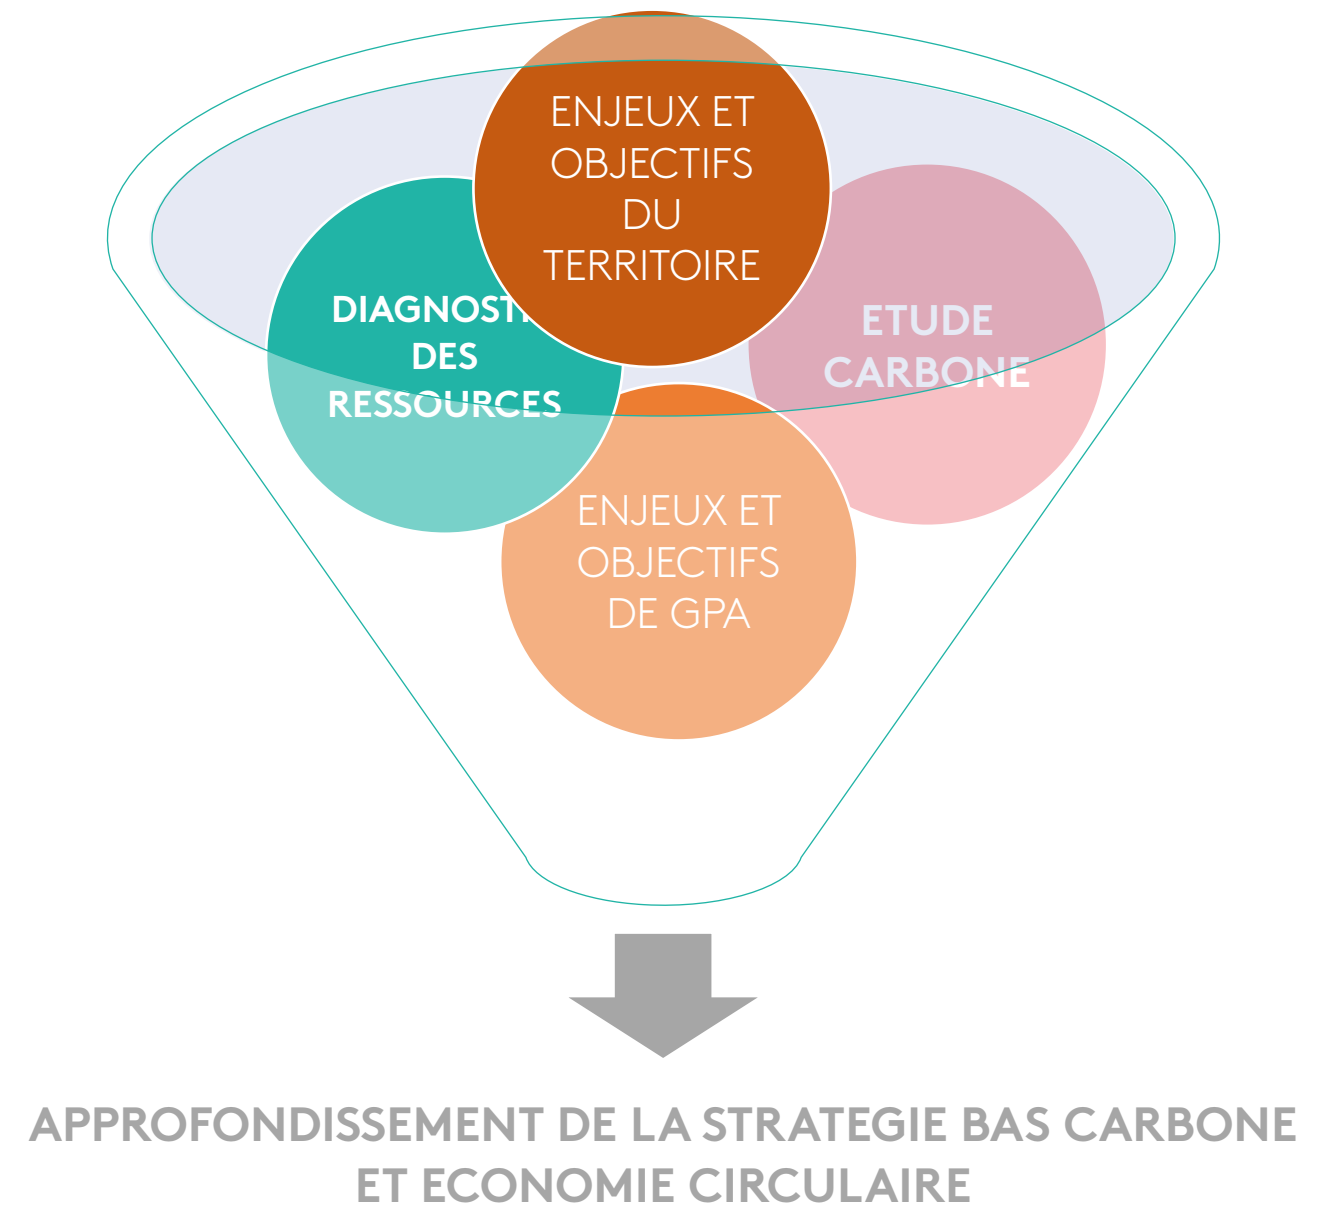 ENJEUX ET
OBJECTIFS
DU
TERRITOIRE
DIAGNOSTI
DES
RESSOURCES
ETUDE
CARBONE
ENJEUX ET
OBJECTIFS
DE GPA
APPROFONDISSEMENT DE LA STRATEGIE BAS CARBONE
ET ECONOMIE CIRCULAIRE